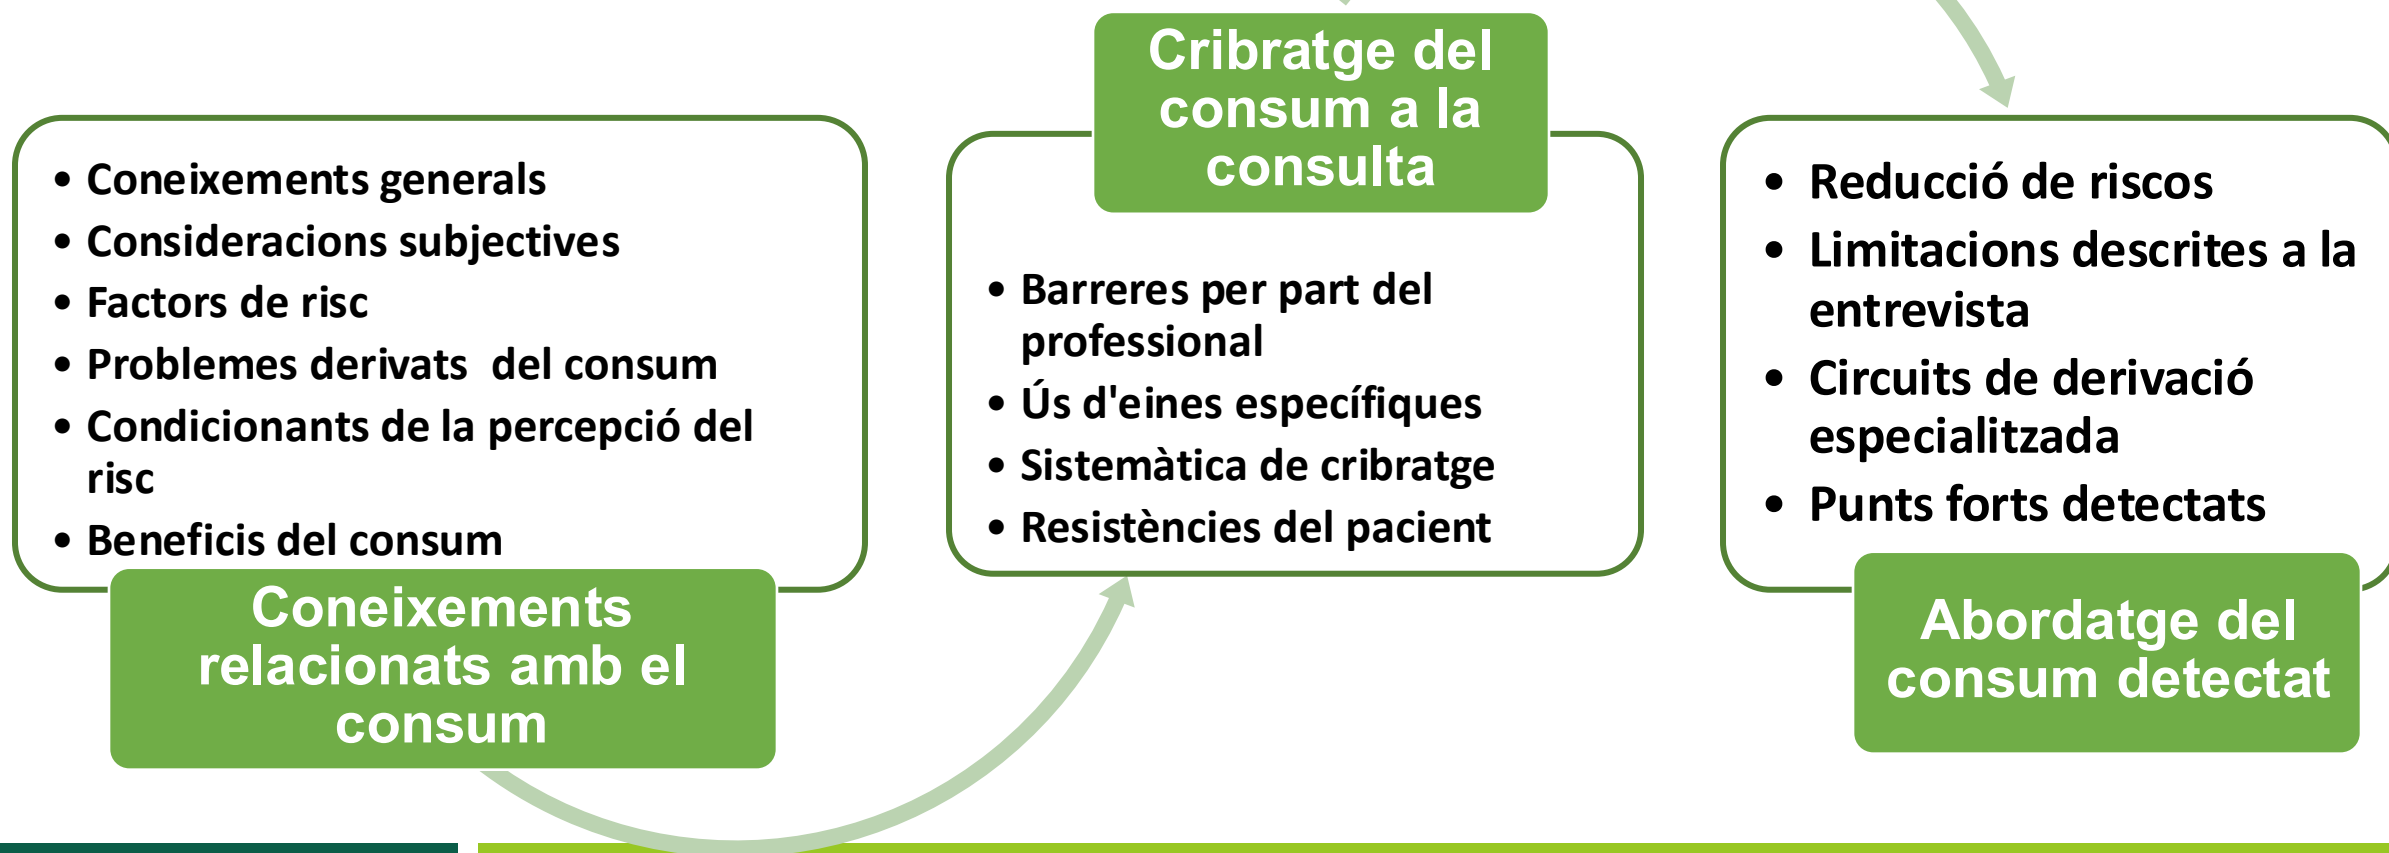 • Coneixements generals
• Consideracions subjectives
• Factors de risc
• Problemes derivats  del consum
• Condicionants de la percepció del
risc
• Beneficis del consum
Coneixements
relacionats amb el
consum
Cribratge del
consum a la
consulta
• Barreres per part del
professional
• Ús d'eines específiques
• Sistemàtica de cribratge
• Resistències del pacient
• Reducció de riscos
• Limitacions descrites a la
entrevista
• Circuits de derivació
especialitzada
• Punts forts detectats
Abordatge del
consum detectat